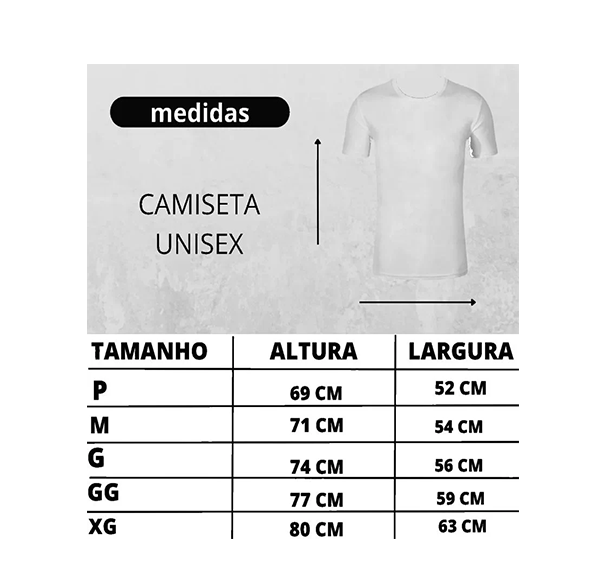 medidas
CAMISETA
UNISEX
TAMANHO ALTURA LARGURA
P 69 CM 52 CM
M 71 CM 54 CM
G 74 CM 56 CM
GG 77 CM 59 CM
XG 80 CM 63 CM